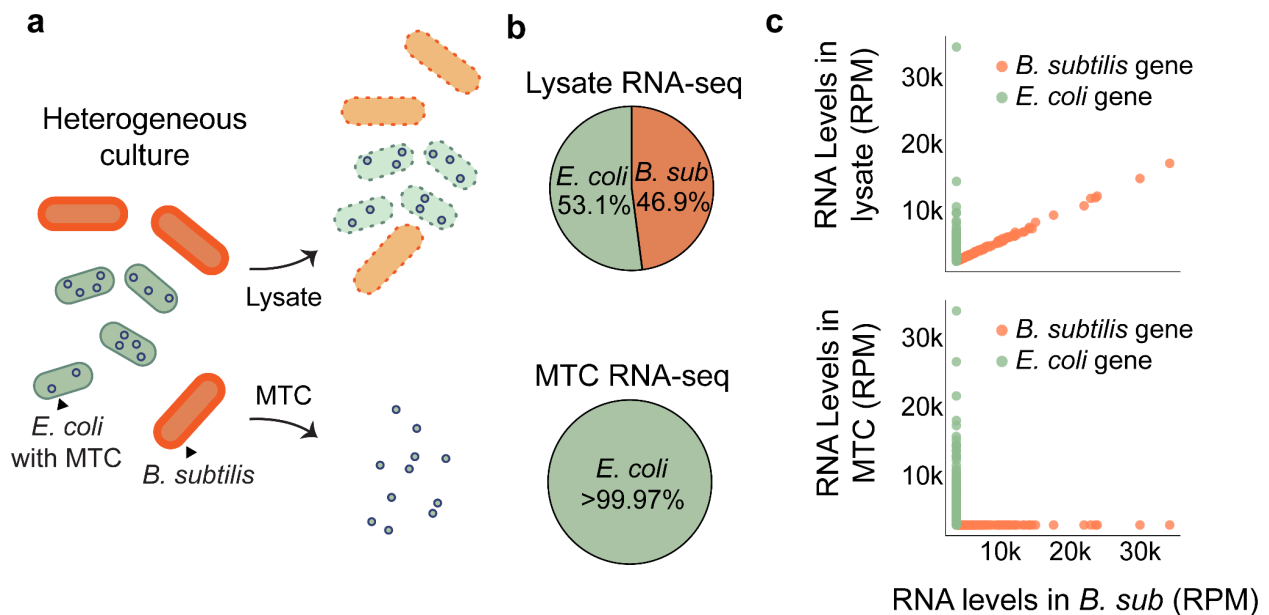 a
Heterogeneous
culture
Lysate
MTC
E. coli
with MTC
B. subtilis
b
Lysate RNA-seq
E. coli
53.1%
B. sub
46.9%
MTC RNA-seq
E. coli
>99.97%
c
RNA Levels in
lysate (RPM)
30k
20k
10k
B. subtilis gene
E. coli gene
RNA Levels in
MTC (RPM)
30k
20k
10k
B. subtilis gene
E. coli gene
10k 20k 30k
RNA levels in B. sub (RPM)